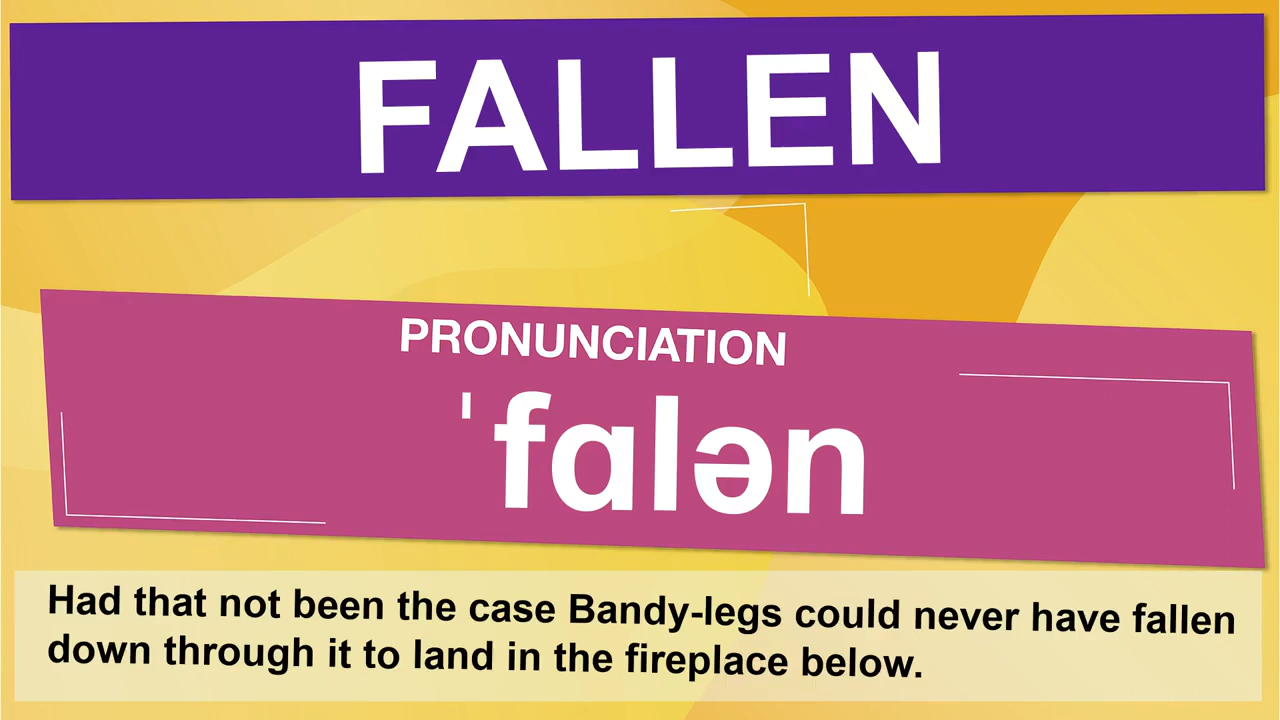 FALLEN
PRONUNCIATION
ˈfɑlən
Had that not been the case Bandy-legs could never have fallen
down through it to land in the fireplace below.